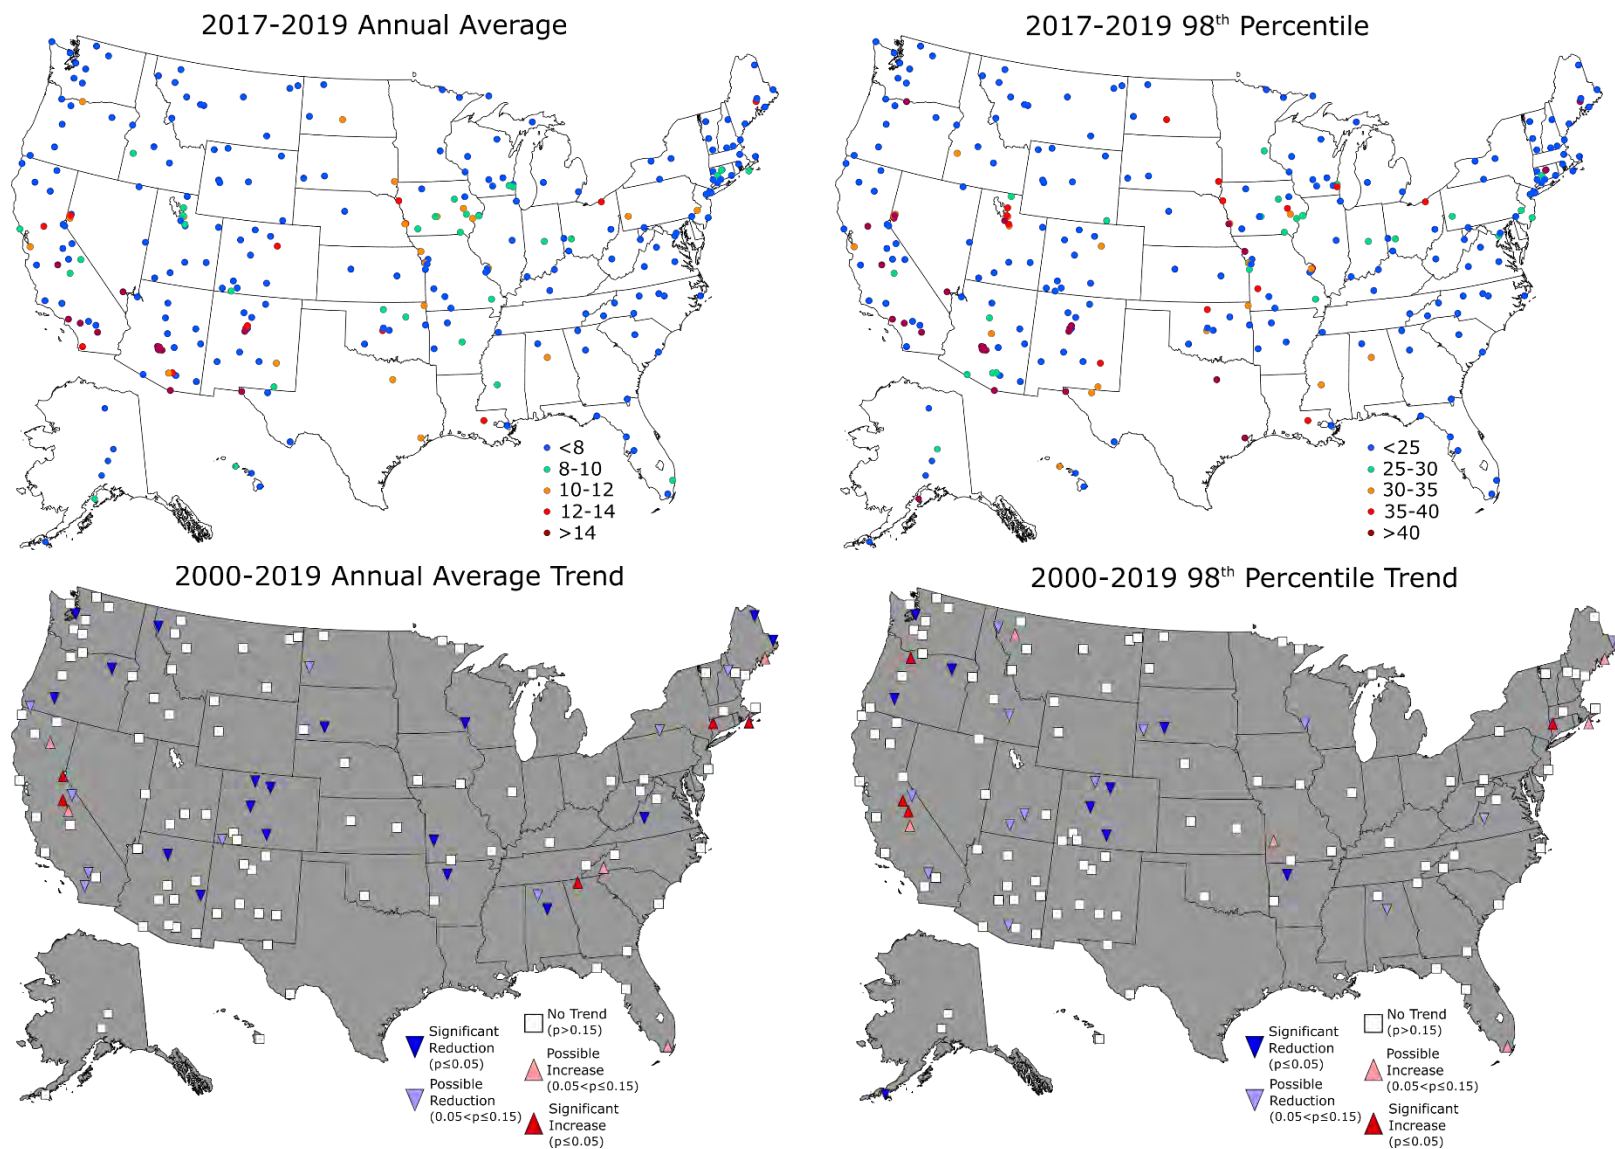 2017-2019 Annual Average
2017-2019 98th Percentile
<8
8-10
10-12
12-14
>14
<25
25-30
30-35
35-40
>40
2000-2019 Annual Average Trend
2000-2019 98th Percentile Trend
Significant
Reduction
(p≤0.05)
Possible
Reduction
(0.05<p≤0.15)
No Trend
(p>0.15)
Possible
Increase
(0.05<p≤0.15)
Significant
Increase
(p≤0.05)
Significant
Reduction
(p≤0.05)
Possible
Reduction
(0.05<p≤0.15)
No Trend
(p>0.15)
Possible
Increase
(0.05<p≤0.15)
Significant
Increase
(p≤0.05)